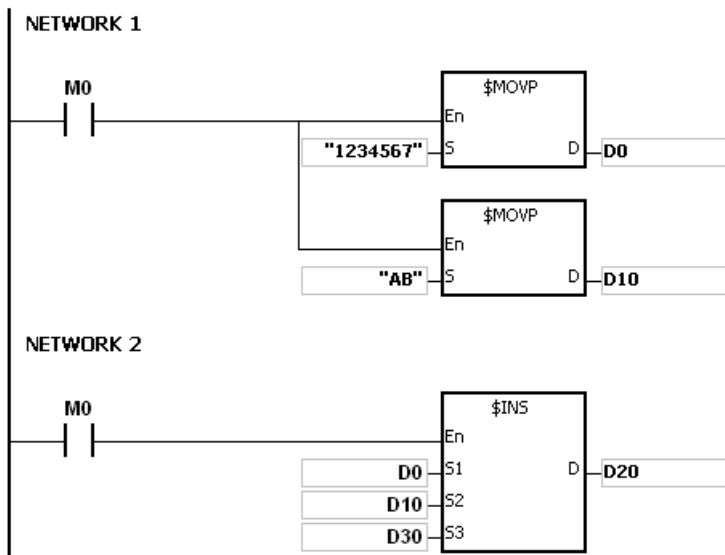 NETWORK 1
M0
$MOVP
En
"1234567" S D D0
$MOVP
En
"AB" S D D10
NETWORK 2
M0
$INS
En
D0 S1 D D20
D10 S2
D30 S3